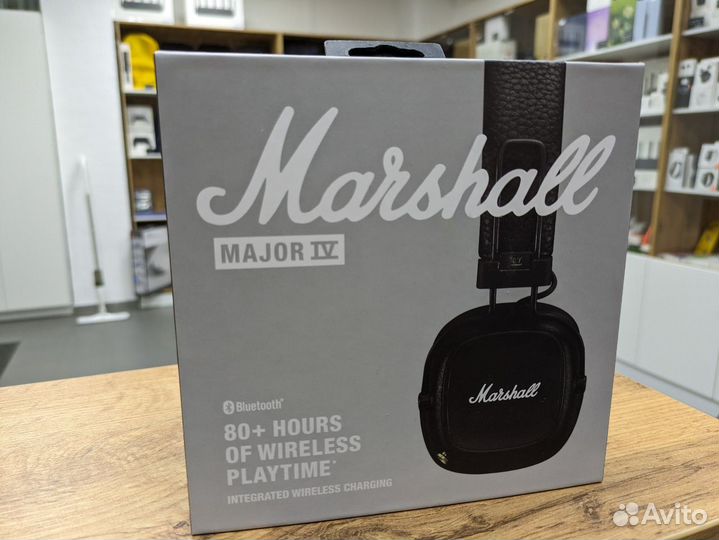 Marshall
MAJOR IV
Marshall
Bluetooth®
80+ HOURS
OF WIRELESS
PLAYTIME*
INTEGRATED WIRELESS CHARGING
Avito